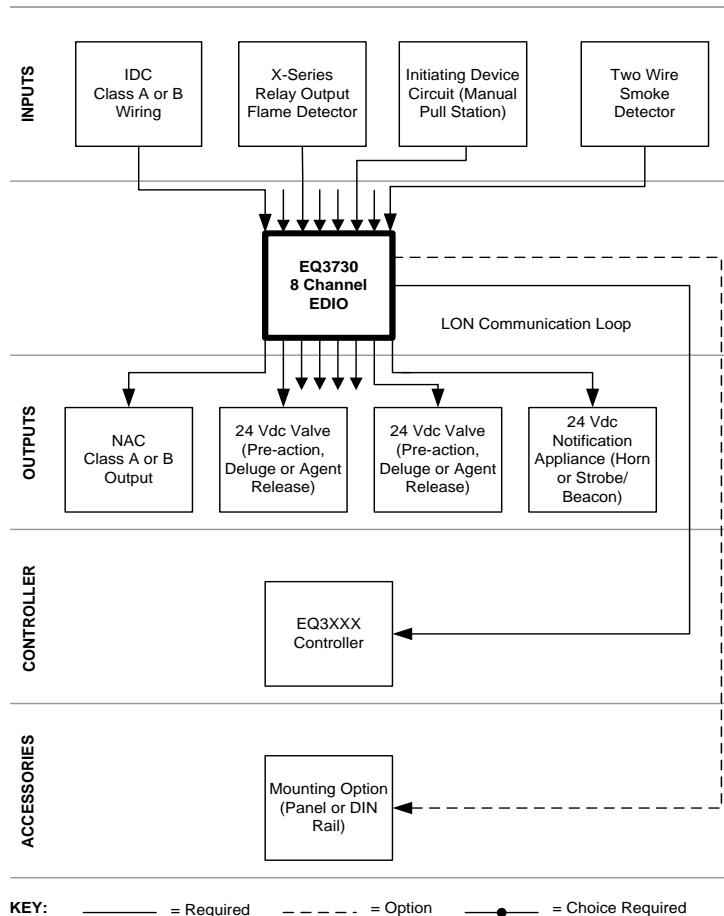 INPUTS
IDC
Class A or B
Wiring
X-Series
Relay Output
Flame Detector
Initiating Device
Circuit (Manual
Pull Station)
Two Wire
Smoke
Detector
EQ3730
8 Channel
EDIO
LON Communication Loop
OUTPUTS
NAC
Class A or B
Output
24 Vdc Valve
(Pre-action,
Deluge or Agent
Release)
24 Vdc Valve
(Pre-action,
Deluge or Agent
Release)
24 Vdc
Notification
Appliance (Horn
or Strobe/
Beacon)
CONTROLLER
EQ3XXX
Controller
ACCESSORIES
Mounting Option
(Panel or DIN
Rail)
KEY: = Required = Option = Choice Required